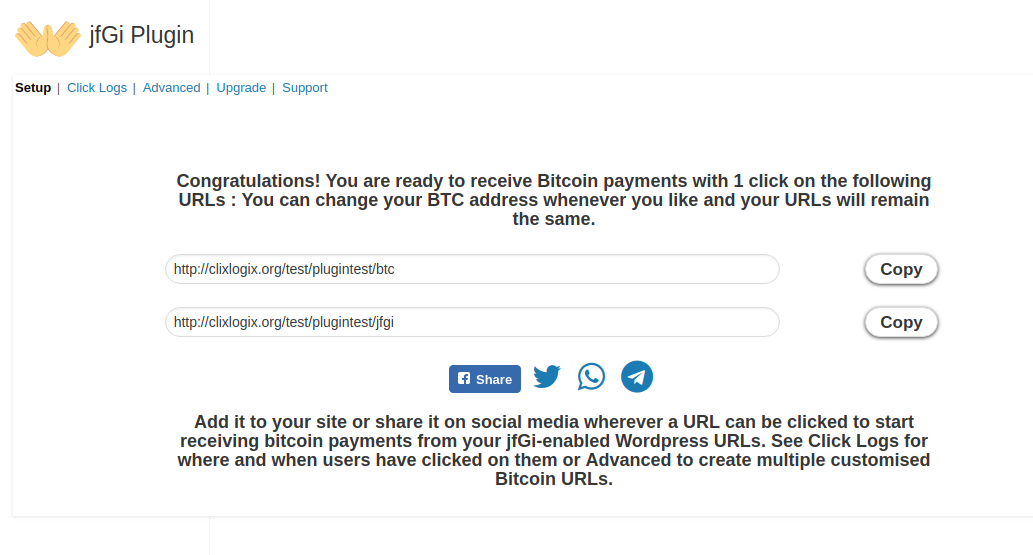 jfGi Plugin
Setup | Click Logs | Advanced | Upgrade | Support
Congratulations! You are ready to receive Bitcoin payments with 1 click on the following
URLs : You can change your BTC address whenever you like and your URLs will remain
the same.
http://clixlogix.org/test/plugintest/btc Copy
http://clixlogix.org/test/plugintest/jfgi Copy
Share
Add it to your site or share it on social media wherever a URL can be clicked to start
receiving bitcoin payments from your jfGi-enabled Wordpress URLs. See Click Logs for
where and when users have clicked on them or Advanced to create multiple customised
Bitcoin URLs.